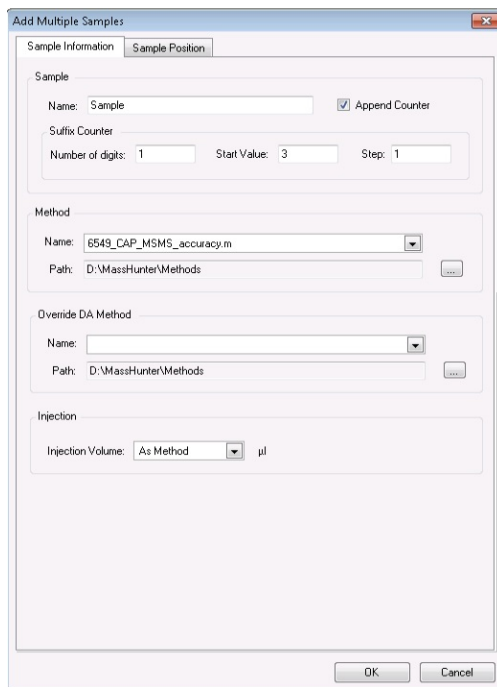 Add Multiple Samples
Sample Information Sample Position
Sample
Name: Sample Append Counter
Suffix Counter
Number of digits: 1 Start Value: 3 Step: 1
Method
Name: 6549_CAP_MSMS_accuracy.m
Path: D:\MassHunter\Methods ...
Override DA Method
Name:
Path: D:\MassHunter\Methods ...
Injection
Injection Volume: As Method µl
OK Cancel